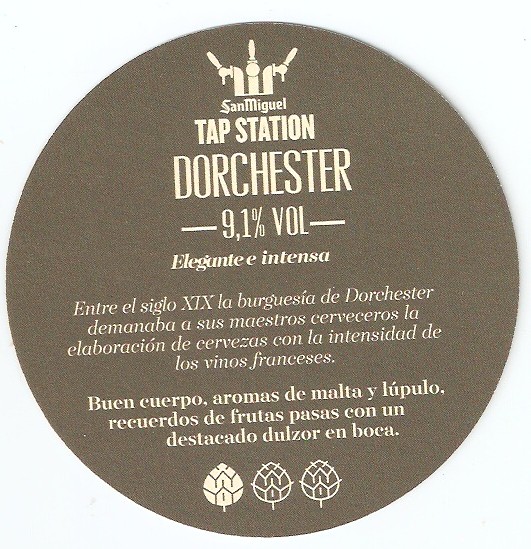 SanMiguel
TAP STATION
DORCHESTER
9,1% VOL
Elegante e intensa
Entre el siglo XIX la burguesía de Dorchester
demanaba a sus maestros cerveceros la
elaboración de cervezas con la intensidad de
los vinos franceses.
Buen cuerpo, aromas de malta y lúpulo,
recuerdos de frutas pasas con un
destacado dulzor en boca.